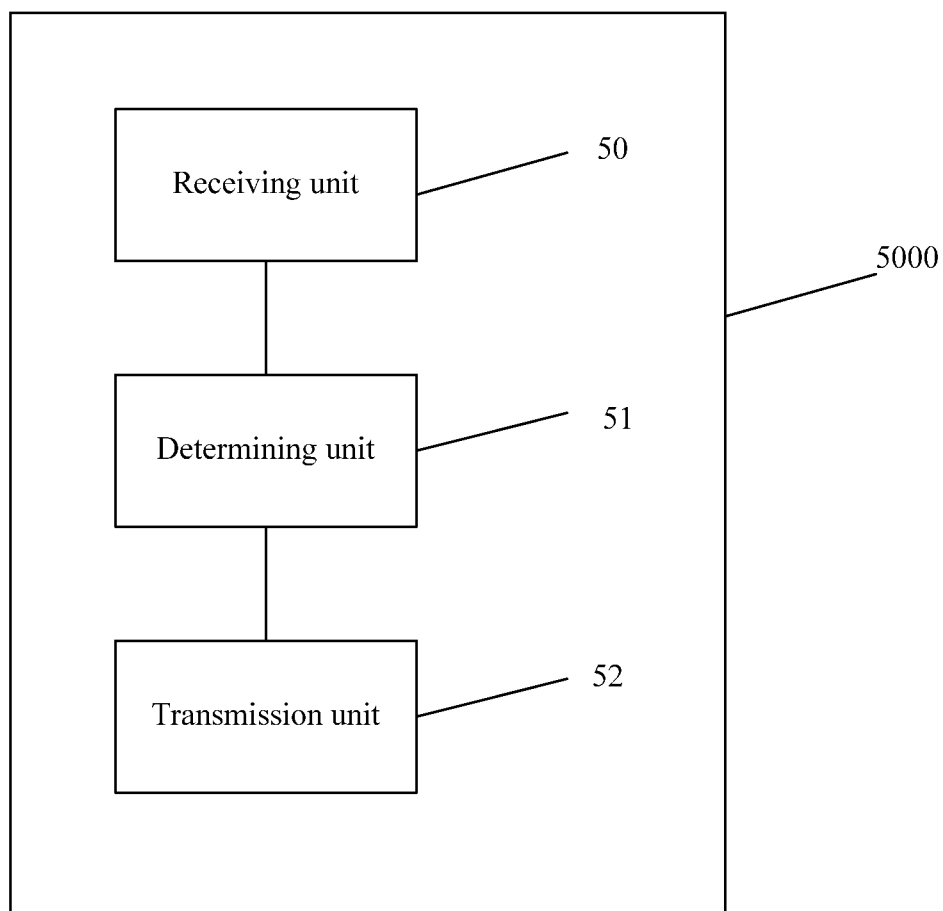 Receiving unit
50
5000
Determining unit
51
Transmission unit
52